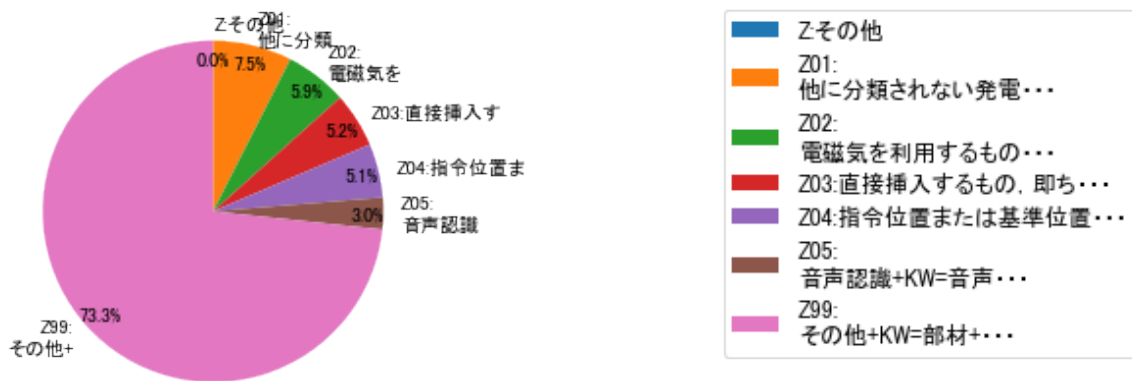 Z:その他
Z01:
他に分類
Z02:
電磁気を
Z03:直接挿入す
Z04:指令位置ま
Z05:
音声認識
Z99:
その他+
0.0%
7.5%
5.9%
5.2%
5.1%
3.0%
73.3%
Z:その他
Z01:
他に分類されない発電・・・
Z02:
電磁気を利用するもの・・・
Z03:直接挿入するもの，即ち・・・
Z04:指令位置または基準位置・・・
Z05:
音声認識+KW=音声・・・
Z99:
その他+KW=部材+・・・